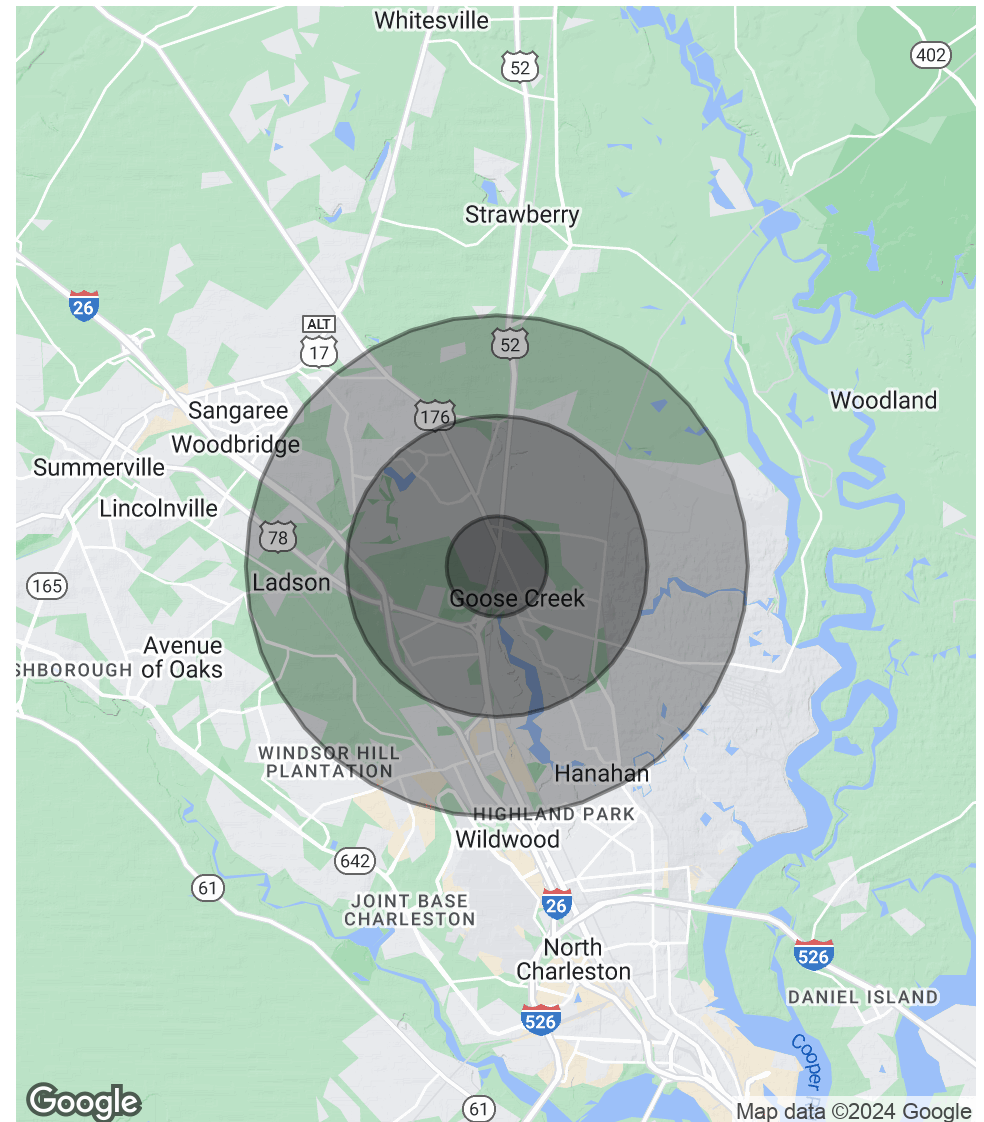 Whitesville
52
402
Strawberry
26
ALT
17
52
Sangaree
176
Woodland
Woodbridge
Summerville
Lincolnville
78
165
Ladson
Goose Creek
Avenue
of Oaks
SHBOROUGH
WINDSOR HILL
PLANTATION
Hanahan
HIGHLAND PARK
Wildwood
642
61
JOINT BASE
CHARLESTON
26
North
Charleston
526
526
DANIEL ISLAND
Cooper
Google
61
Map data ©2024 Google